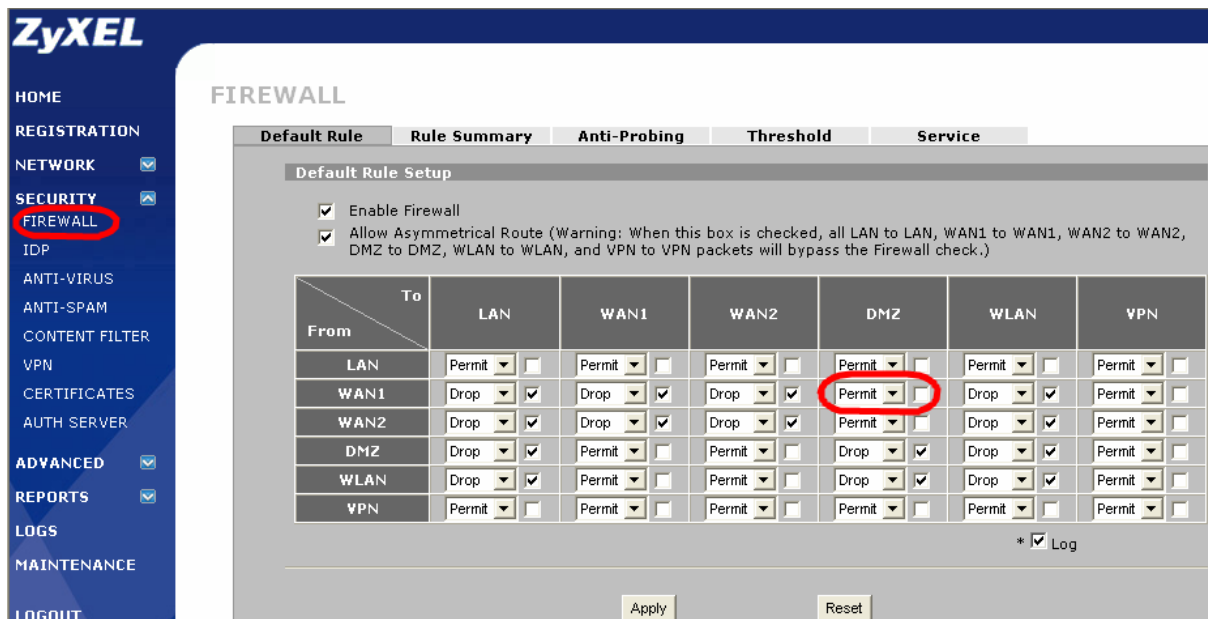 ZyXEL
HOME
REGISTRATION
NETWORK
SECURITY
FIREWALL
IDP
ANTI-VIRUS
ANTI-SPAM
CONTENT FILTER
VPN
CERTIFICATES
AUTH SERVER
ADVANCED
REPORTS
LOGS
MAINTENANCE
LOGOUT
FIREWALL
Default Rule Rule Summary Anti-Probing Threshold Service
Default Rule Setup
Enable Firewall
Allow Asymmetrical Route (Warning: When this box is checked, all LAN to LAN, WAN1 to WAN1, WAN2 to WAN2,
DMZ to DMZ, WLAN to WLAN, and VPN to VPN packets will bypass the Firewall check.)
To
From LAN WAN1 WAN2 DMZ WLAN VPN
LAN Permit Permit Permit Permit Permit Permit
WAN1 Drop Drop Drop Permit Drop Permit
WAN2 Drop Drop Drop Permit Drop Permit
DMZ Drop Permit Permit Drop Drop Permit
WLAN Drop Permit Permit Drop Drop Permit
VPN Permit Permit Permit Permit Permit Permit
* Log
Apply Reset